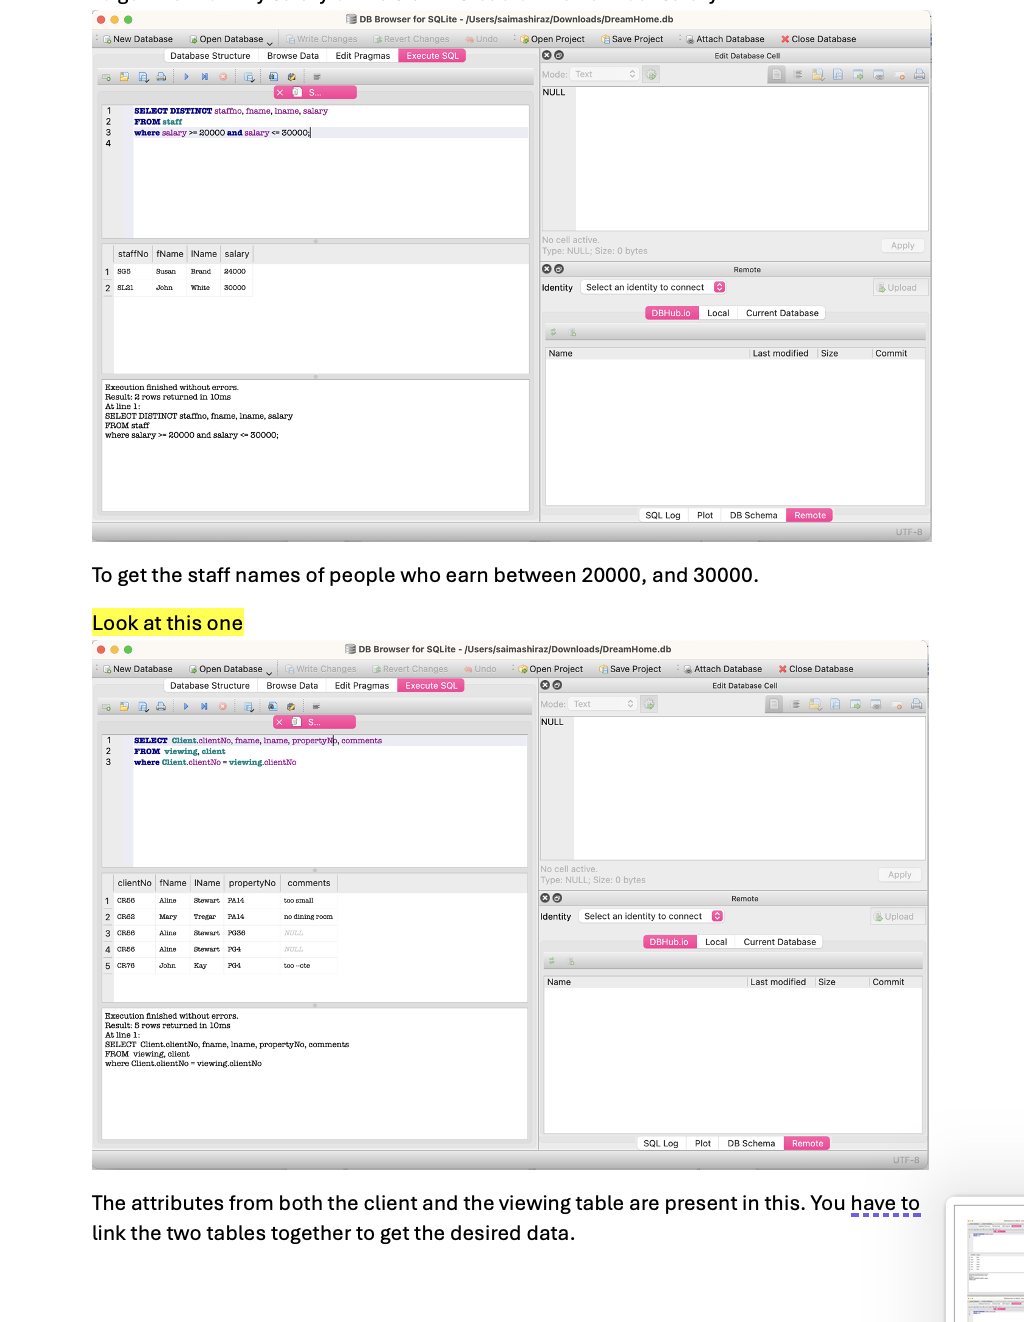 DB Browser for SQLite - /Users/saimashiraz/Downloads/DreamHome.db
New Database Open Database Write Changes Revert Changes Undo Open Project Save Project Attach Database Close Database
Database Structure Browse Data Edit Pragmas Execute SQL
S...
1 SELECT DISTINCT staffno, fname, lname, salary
2 FROM staff
3 where salary >= 20000 and salary <= 30000;
4
staffNo fName lName salary
1 SG5 Susan Brand 24000
2 SL21 John White 30000
Execution finished without errors.
Result: 2 rows returned in 10ms
At line 1:
SELECT DISTINCT staffno, fname, lname, salary
FROM staff
where salary >= 20000 and salary <= 30000;
Edit Database Cell
Mode: Text
NULL
No cell active.
Type: NULL; Size: 0 bytes
Apply
Remote
Identity Select an identity to connect Upload
DBHub.io Local Current Database
Name Last modified Size Commit
SQL Log Plot DB Schema Remote
UTF-8
To get the staff names of people who earn between 20000, and 30000.
Look at this one
DB Browser for SQLite - /Users/saimashiraz/Downloads/DreamHome.db
New Database Open Database Write Changes Revert Changes Undo Open Project Save Project Attach Database Close Database
Database Structure Browse Data Edit Pragmas Execute SQL
S...
1 SELECT Client.clientNo, fname, lname, propertyNo, comments
2 FROM viewing, client
3 where Client.clientNo = viewing.clientNo
clientNo fName lName propertyNo comments
1 CR56 Aline Stewart PA14 too small
2 CR62 Mary Tregar PA14 no dining room
3 CR56 Aline Stewart PG36 NULL
4 CR56 Aline Stewart PG4 NULL
5 CR76 John Kay PG4 too ~ote
Execution finished without errors.
Result: 5 rows returned in 10ms
At line 1:
SELECT Client.clientNo, fname, lname, propertyNo, comments
FROM viewing, client
where Client.clientNo = viewing.clientNo
Edit Database Cell
Mode: Text
NULL
No cell active.
Type: NULL; Size: 0 bytes
Apply
Remote
Identity Select an identity to connect Upload
DBHub.io Local Current Database
Name Last modified Size Commit
SQL Log Plot DB Schema Remote
UTF-8
The attributes from both the client and the viewing table are present in this. You have to
link the two tables together to get the desired data.